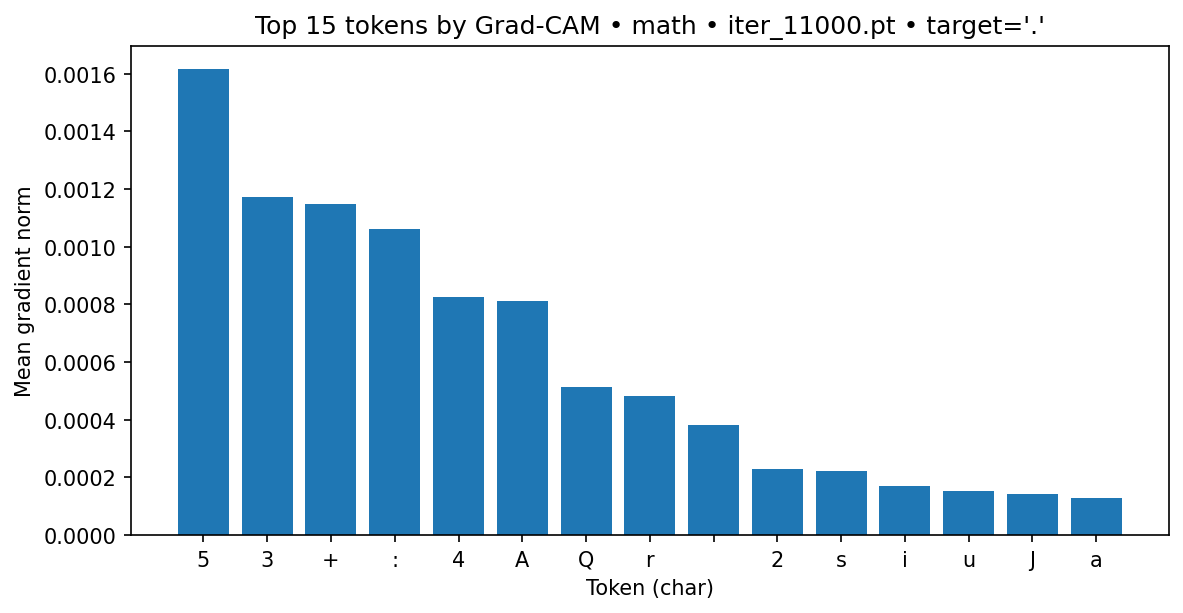 Top 15 tokens by Grad-CAM • math • iter_11000.pt • target='.'
Mean gradient norm
0.0016
0.0014
0.0012
0.0010
0.0008
0.0006
0.0004
0.0002
0.0000
5 3 + : 4 A Q r 2 s i u J a
Token (char)